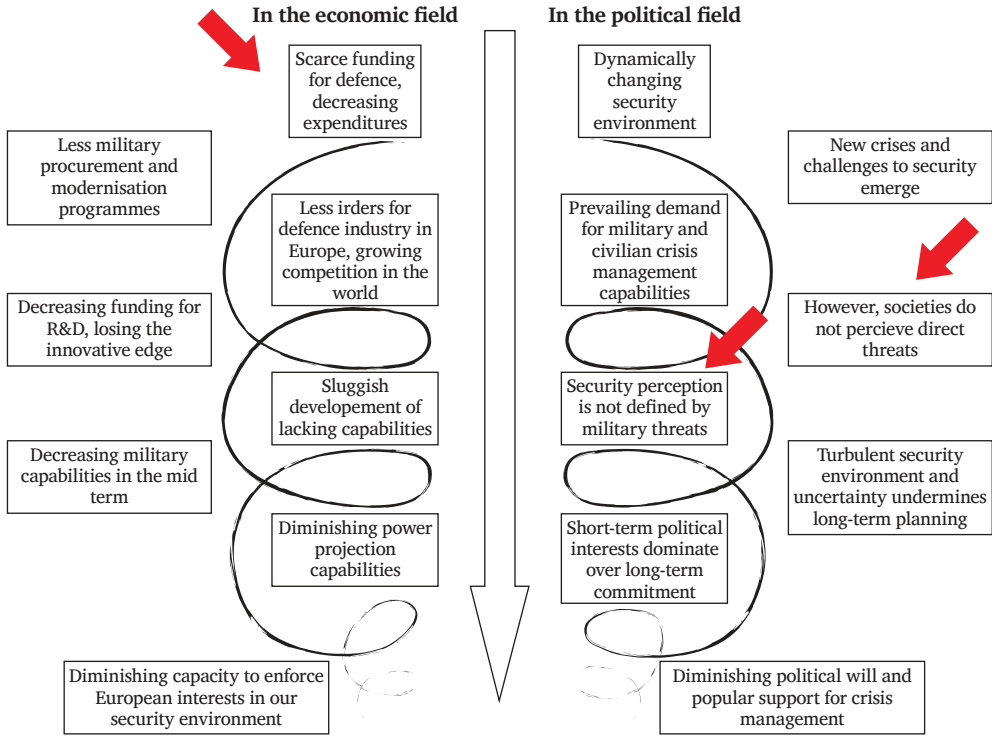 In the economic field
In the political field
Scarce funding
for defence,
decreasing
expenditures
Dynamically
changing
security
environment
Less military
procurement and
modernisation
programmes
New crises and
challenges to security
emerge
Less irders for
defence industry in
Europe, growing
competition in the
world
Prevailing demand
for military and
civilian crisis
management
capabilities
Decreasing funding for
R&D, losing the
innovative edge
However, societies do
not percieve direct
threats
Sluggish
developement of
lacking capabilities
Security perception
is not defined by
military threats
Decreasing military
capabilities in the mid
term
Turbulent security
environment and
uncertainty undermines
long-term planning
Diminishing power
projection
capabilities
Short-term political
interests dominate
over long-term
commitment
Diminishing capacity to enforce
European interests in our
security environment
Diminishing political will and
popular support for crisis
management